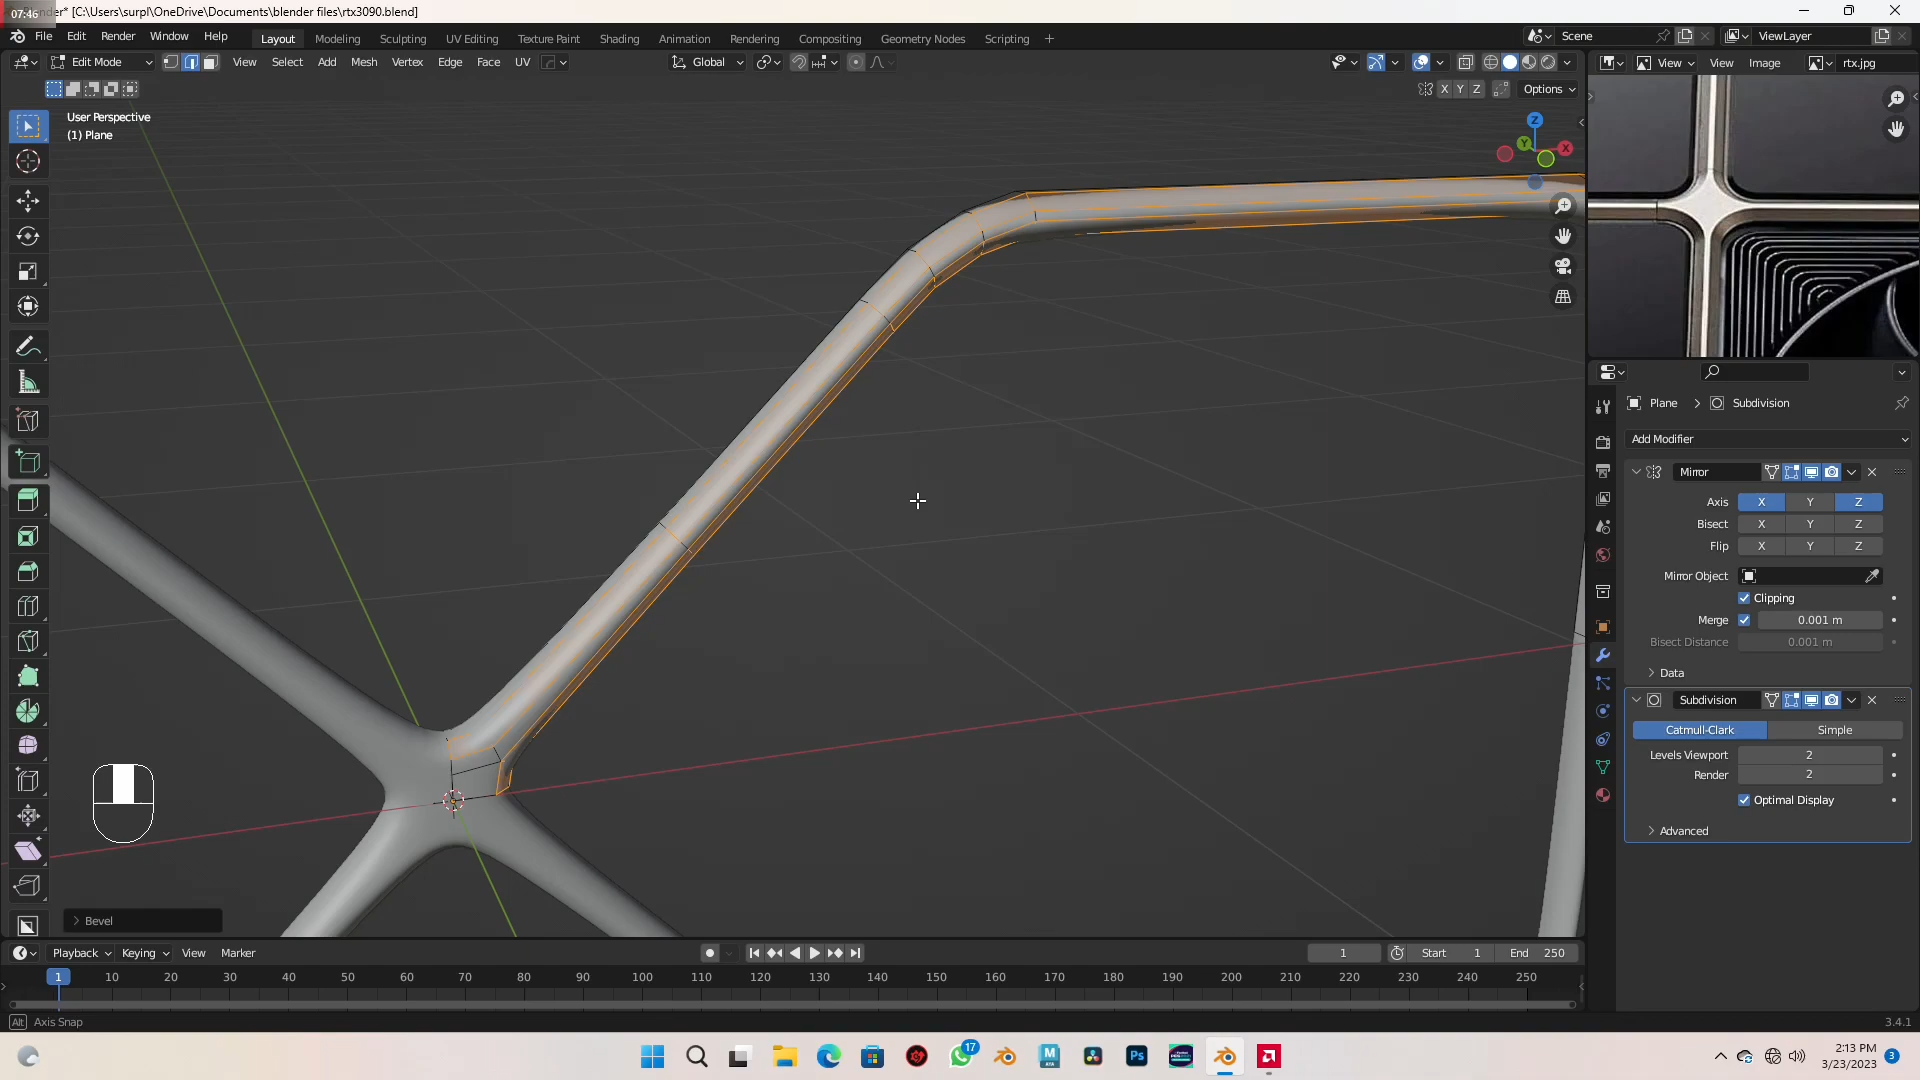 07:46
nder* [C:\Users\surpl\OneDrive\Documents\blender files\rtx3090.blend]
File Edit Render Window Help
Layout Modeling Sculpting UV Editing Texture Paint Shading Animation Rendering Compositing Geometry Nodes Scripting
Scene
ViewLayer
Edit Mode
View Select Add Mesh Vertex Edge Face UV
Global
View View Image rtx.jpg
X Y Z
Options
User Perspective
(1) Plane
Z
Y
X
Plane > Subdivision
Add Modifier
Mirror
Axis X Y Z
Bisect X Y Z
Flip X Y Z
Mirror Object
Clipping
Merge 0.001 m
Bisect Distance 0.001 m
> Data
Subdivision
Catmull-Clark Simple
Levels Viewport 2
Render 2
Optimal Display
> Advanced
> Bevel
Playback Keying View Marker
1
Start 1
End 250
1 10 20 30 40 50 60 70 80 90 100 110 120 130 140 150 160 170 180 190 200 210 220 230 240 250
Alt Axis Snap
3.4.1
17
M
AYA
Ps
2:13 PM
3/23/2023
3